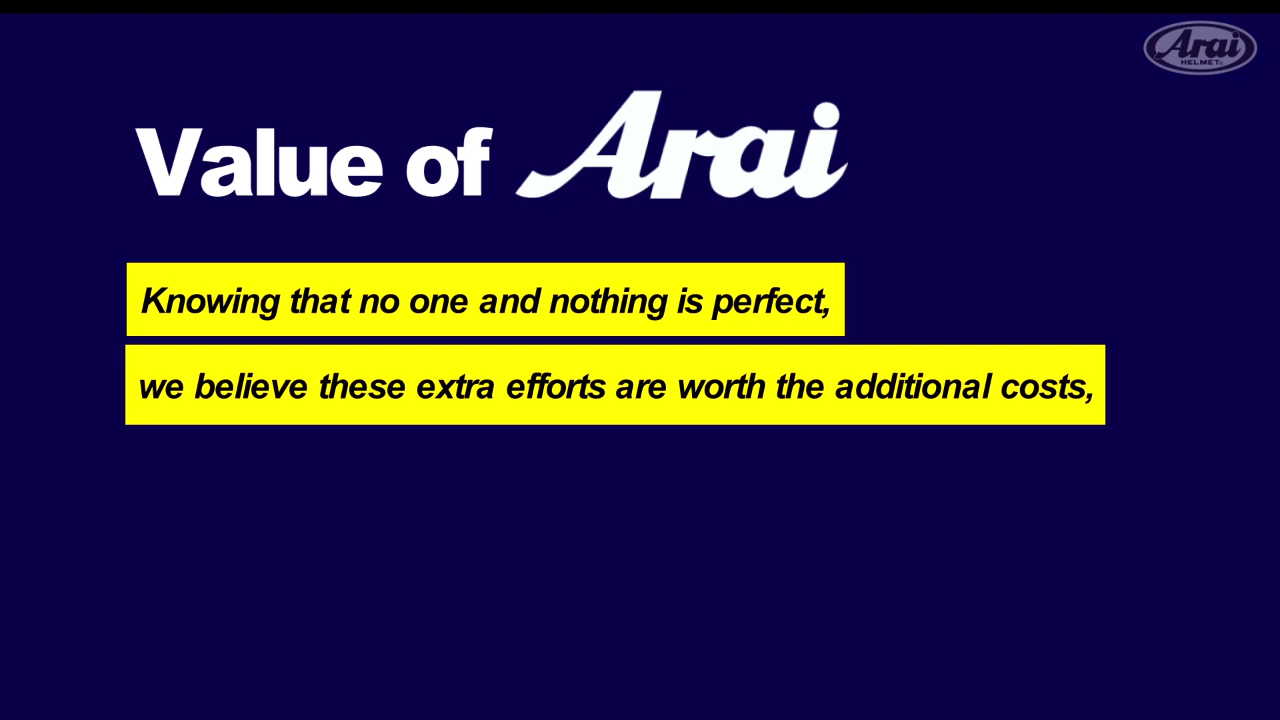 Arai
HELMET
Value of Arai
Knowing that no one and nothing is perfect,
we believe these extra efforts are worth the additional costs,